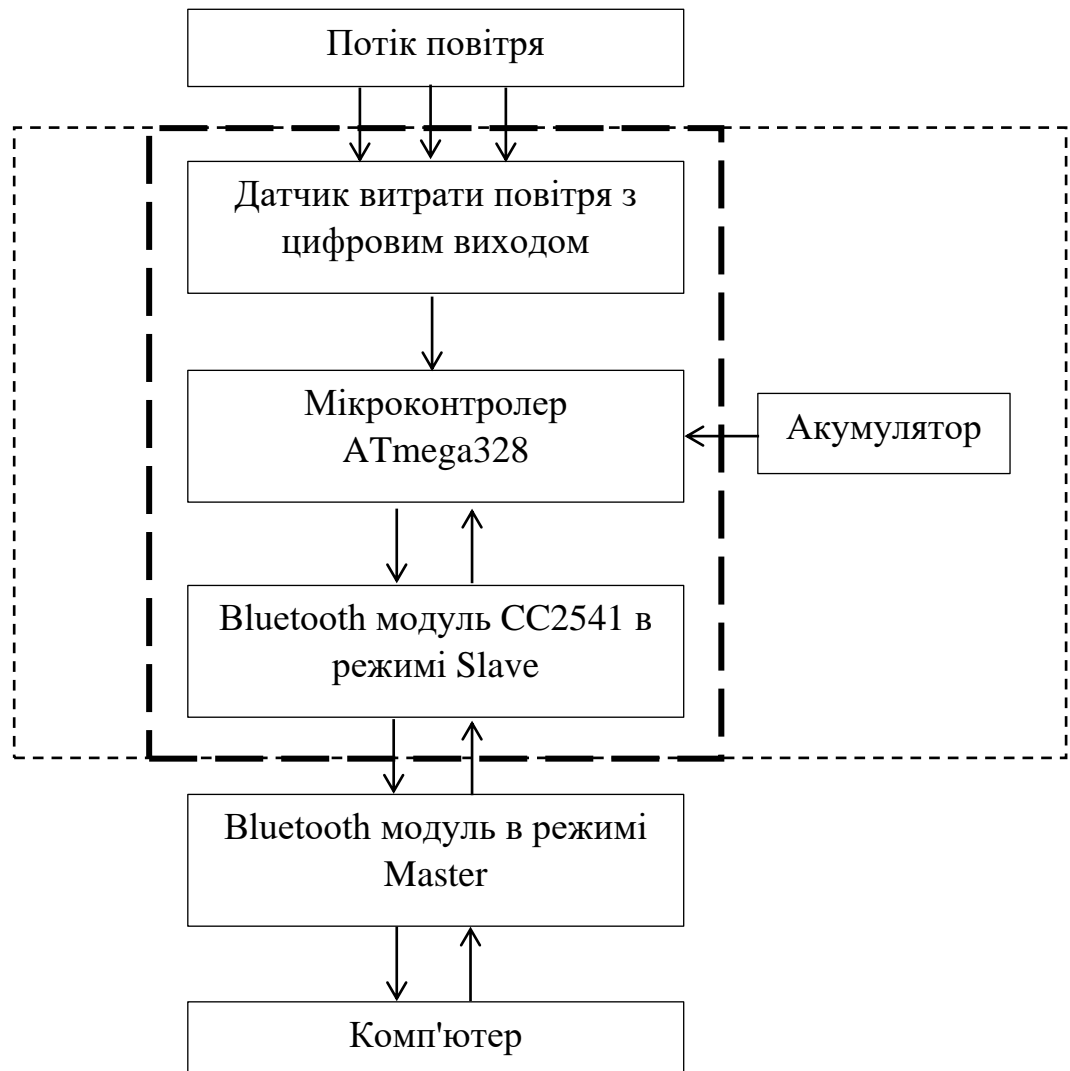 Потік повітря
Датчик витрати повітря з
цифровим виходом
Мікроконтролер
ATmega328
Акумулятор
Bluetooth модуль CC2541 в
режимі Slave
Bluetooth модуль в режимі
Master
Комп'ютер